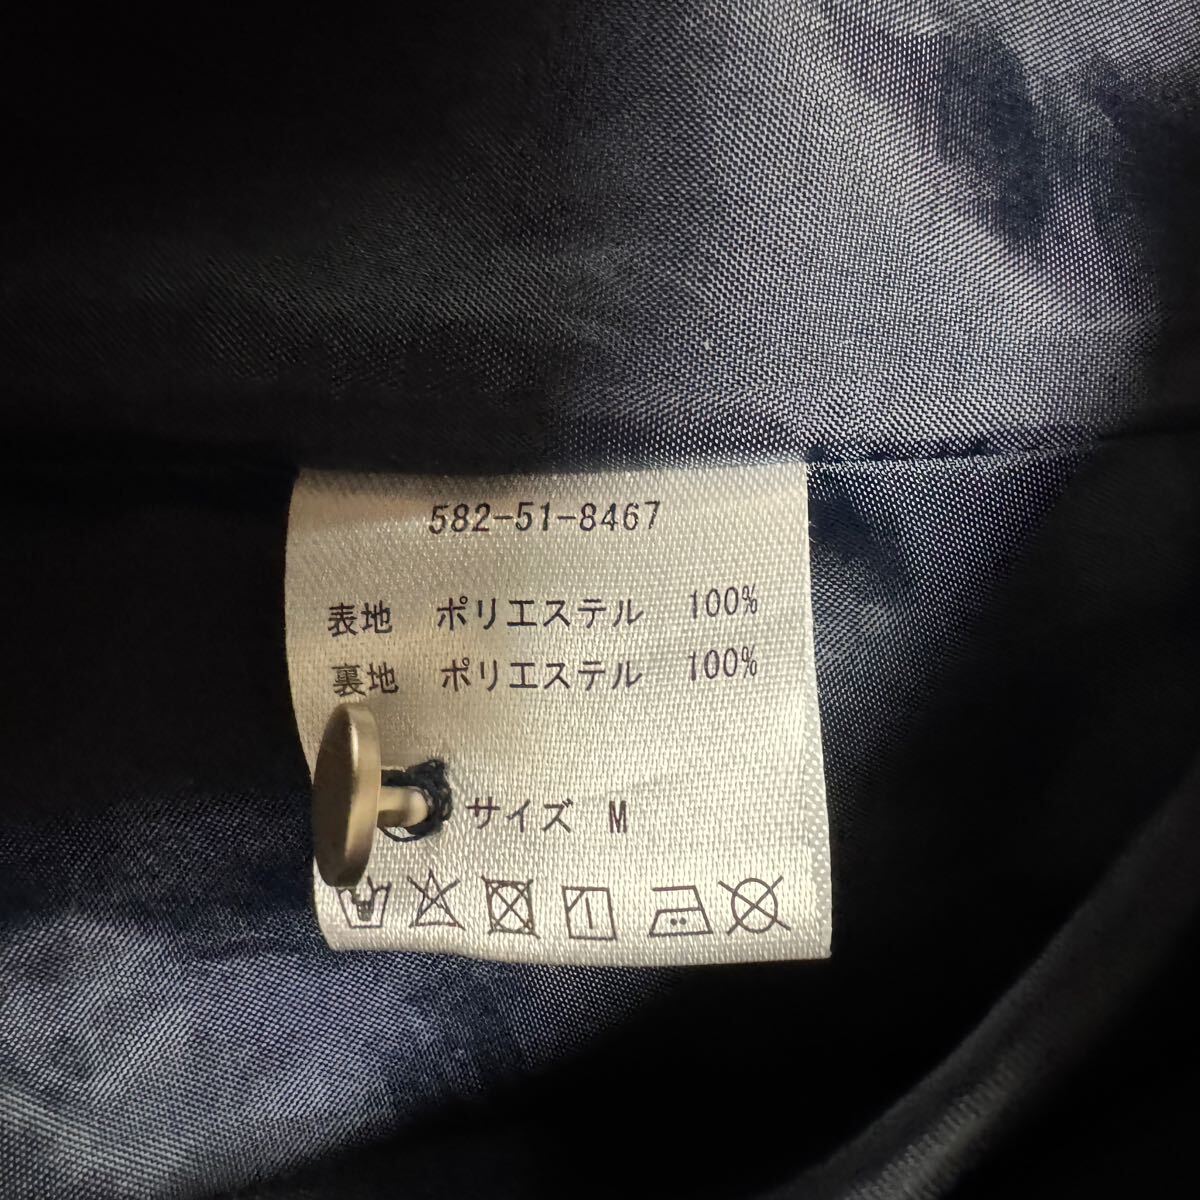 582-51-8467
表地 ポリエステル 100%
裏地 ポリエステル 100%
サイズ M